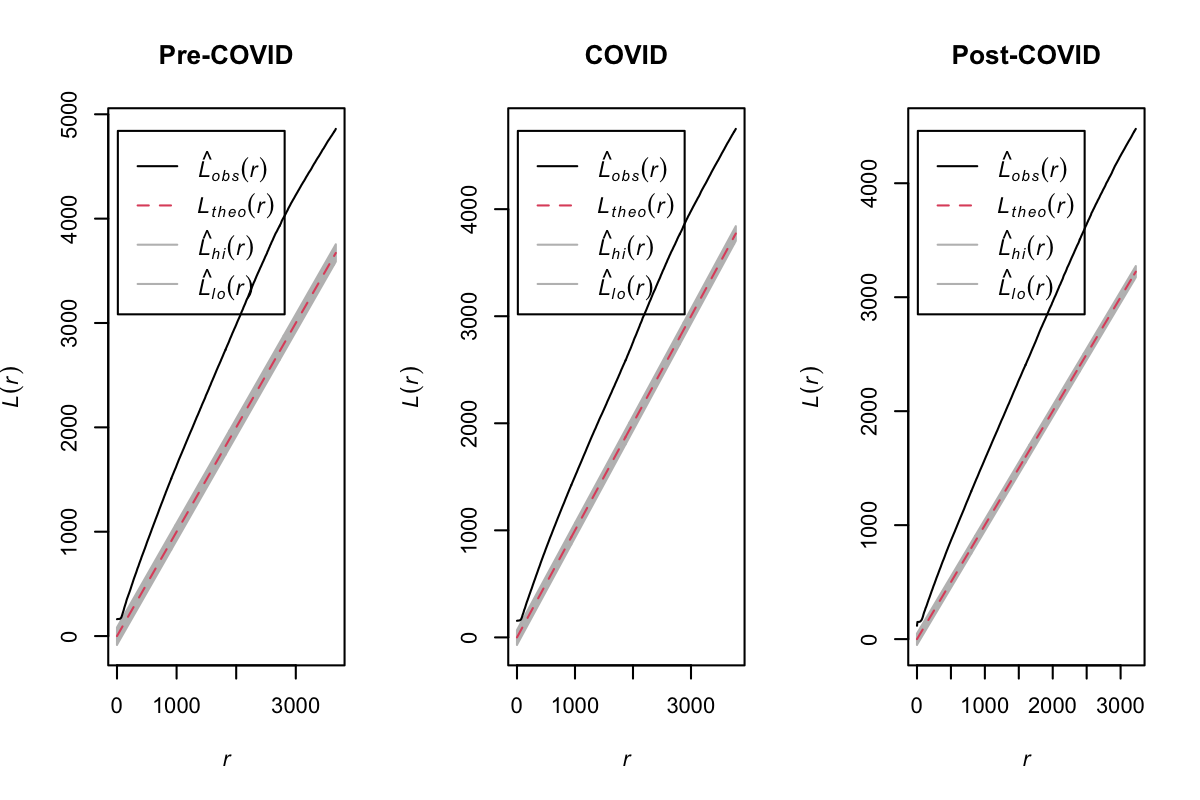 Pre-COVID
L(r)
5000
4000
3000
2000
1000
0
L̂obs(r)
Ltheo(r)
L̂hi(r)
L̂lo(r)
0 1000 3000
r
COVID
L(r)
4000
3000
2000
1000
0
L̂obs(r)
Ltheo(r)
L̂hi(r)
L̂lo(r)
0 1000 3000
r
Post-COVID
L(r)
4000
3000
2000
1000
0
L̂obs(r)
Ltheo(r)
L̂hi(r)
L̂lo(r)
0 1000 2000 3000
r